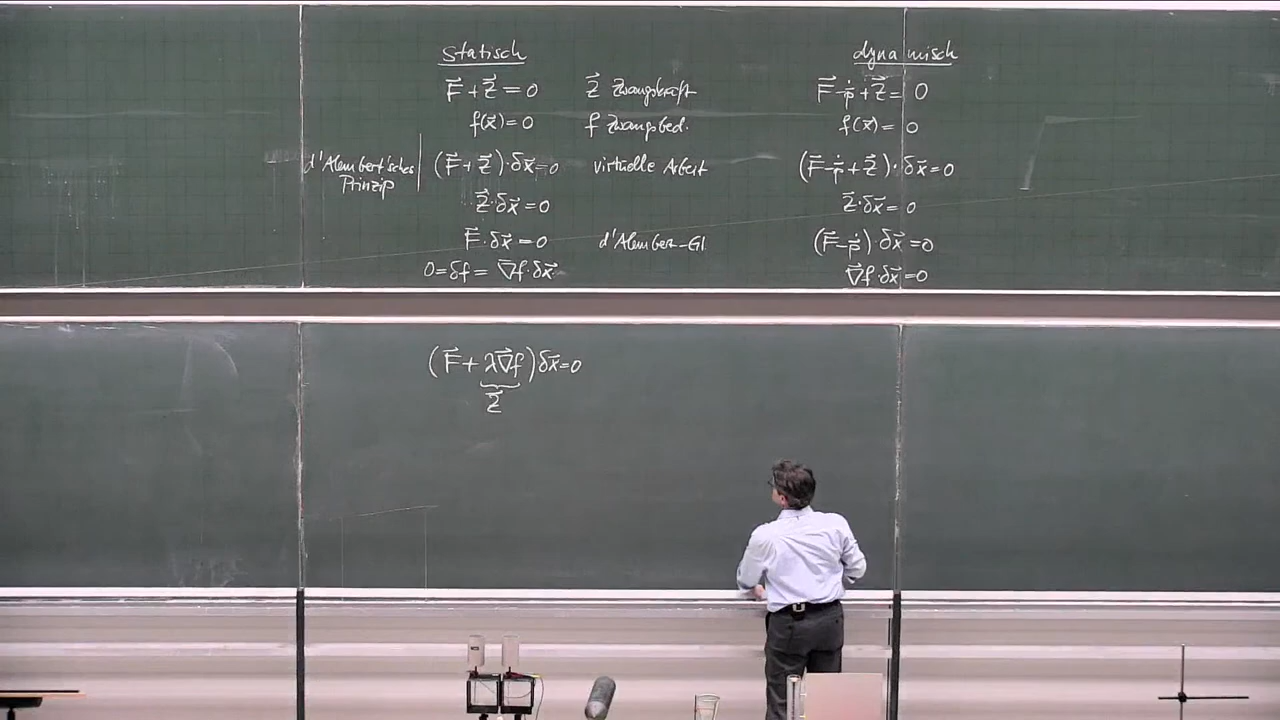 statisch dynamisch
F⃗ + Z⃗ = 0 Z⃗ Zwangskraft F⃗ - ṗ⃗ + Z⃗ = 0
f(x⃗) = 0 f Zwangsbed. f(x⃗) = 0
d'Alembert'sches Prinzip (F⃗ + Z⃗)·δx⃗ = 0 virtuelle Arbeit (F⃗ - ṗ⃗ + Z⃗)·δx⃗ = 0
Z⃗·δx⃗ = 0 Z⃗·δx⃗ = 0
F⃗·δx⃗ = 0 d'Alembert-Gl (F⃗ - ṗ⃗)·δx⃗ = 0
0 = δf = ∇⃗f·δx⃗ ∇⃗f·δx⃗ = 0
(F⃗ + λ∇⃗f)δx⃗ = 0
Z⃗